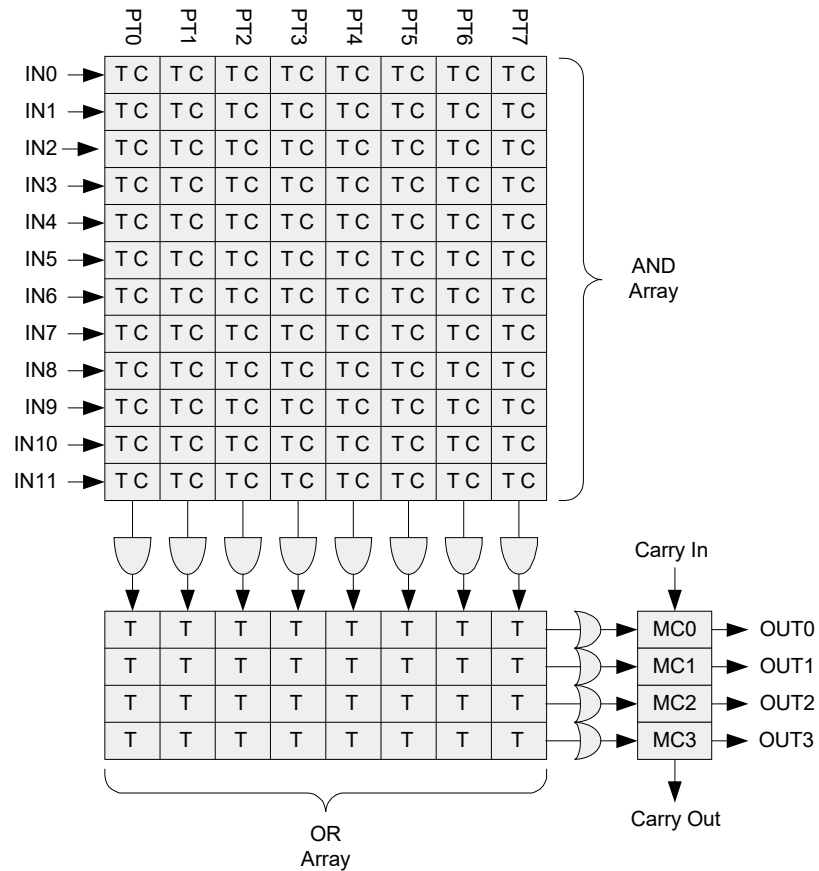 PT0 PT1 PT2 PT3 PT4 PT5 PT6 PT7
IN0 T C T C T C T C T C T C T C T C
IN1 T C T C T C T C T C T C T C T C
IN2 T C T C T C T C T C T C T C T C
IN3 T C T C T C T C T C T C T C T C
IN4 T C T C T C T C T C T C T C T C
IN5 T C T C T C T C T C T C T C T C
IN6 T C T C T C T C T C T C T C T C
IN7 T C T C T C T C T C T C T C T C
IN8 T C T C T C T C T C T C T C T C
IN9 T C T C T C T C T C T C T C T C
IN10 T C T C T C T C T C T C T C T C
IN11 T C T C T C T C T C T C T C T C
AND
Array
Carry In
T T T T T T T T MC0 OUT0
T T T T T T T T MC1 OUT1
T T T T T T T T MC2 OUT2
T T T T T T T T MC3 OUT3
Carry Out
OR
Array